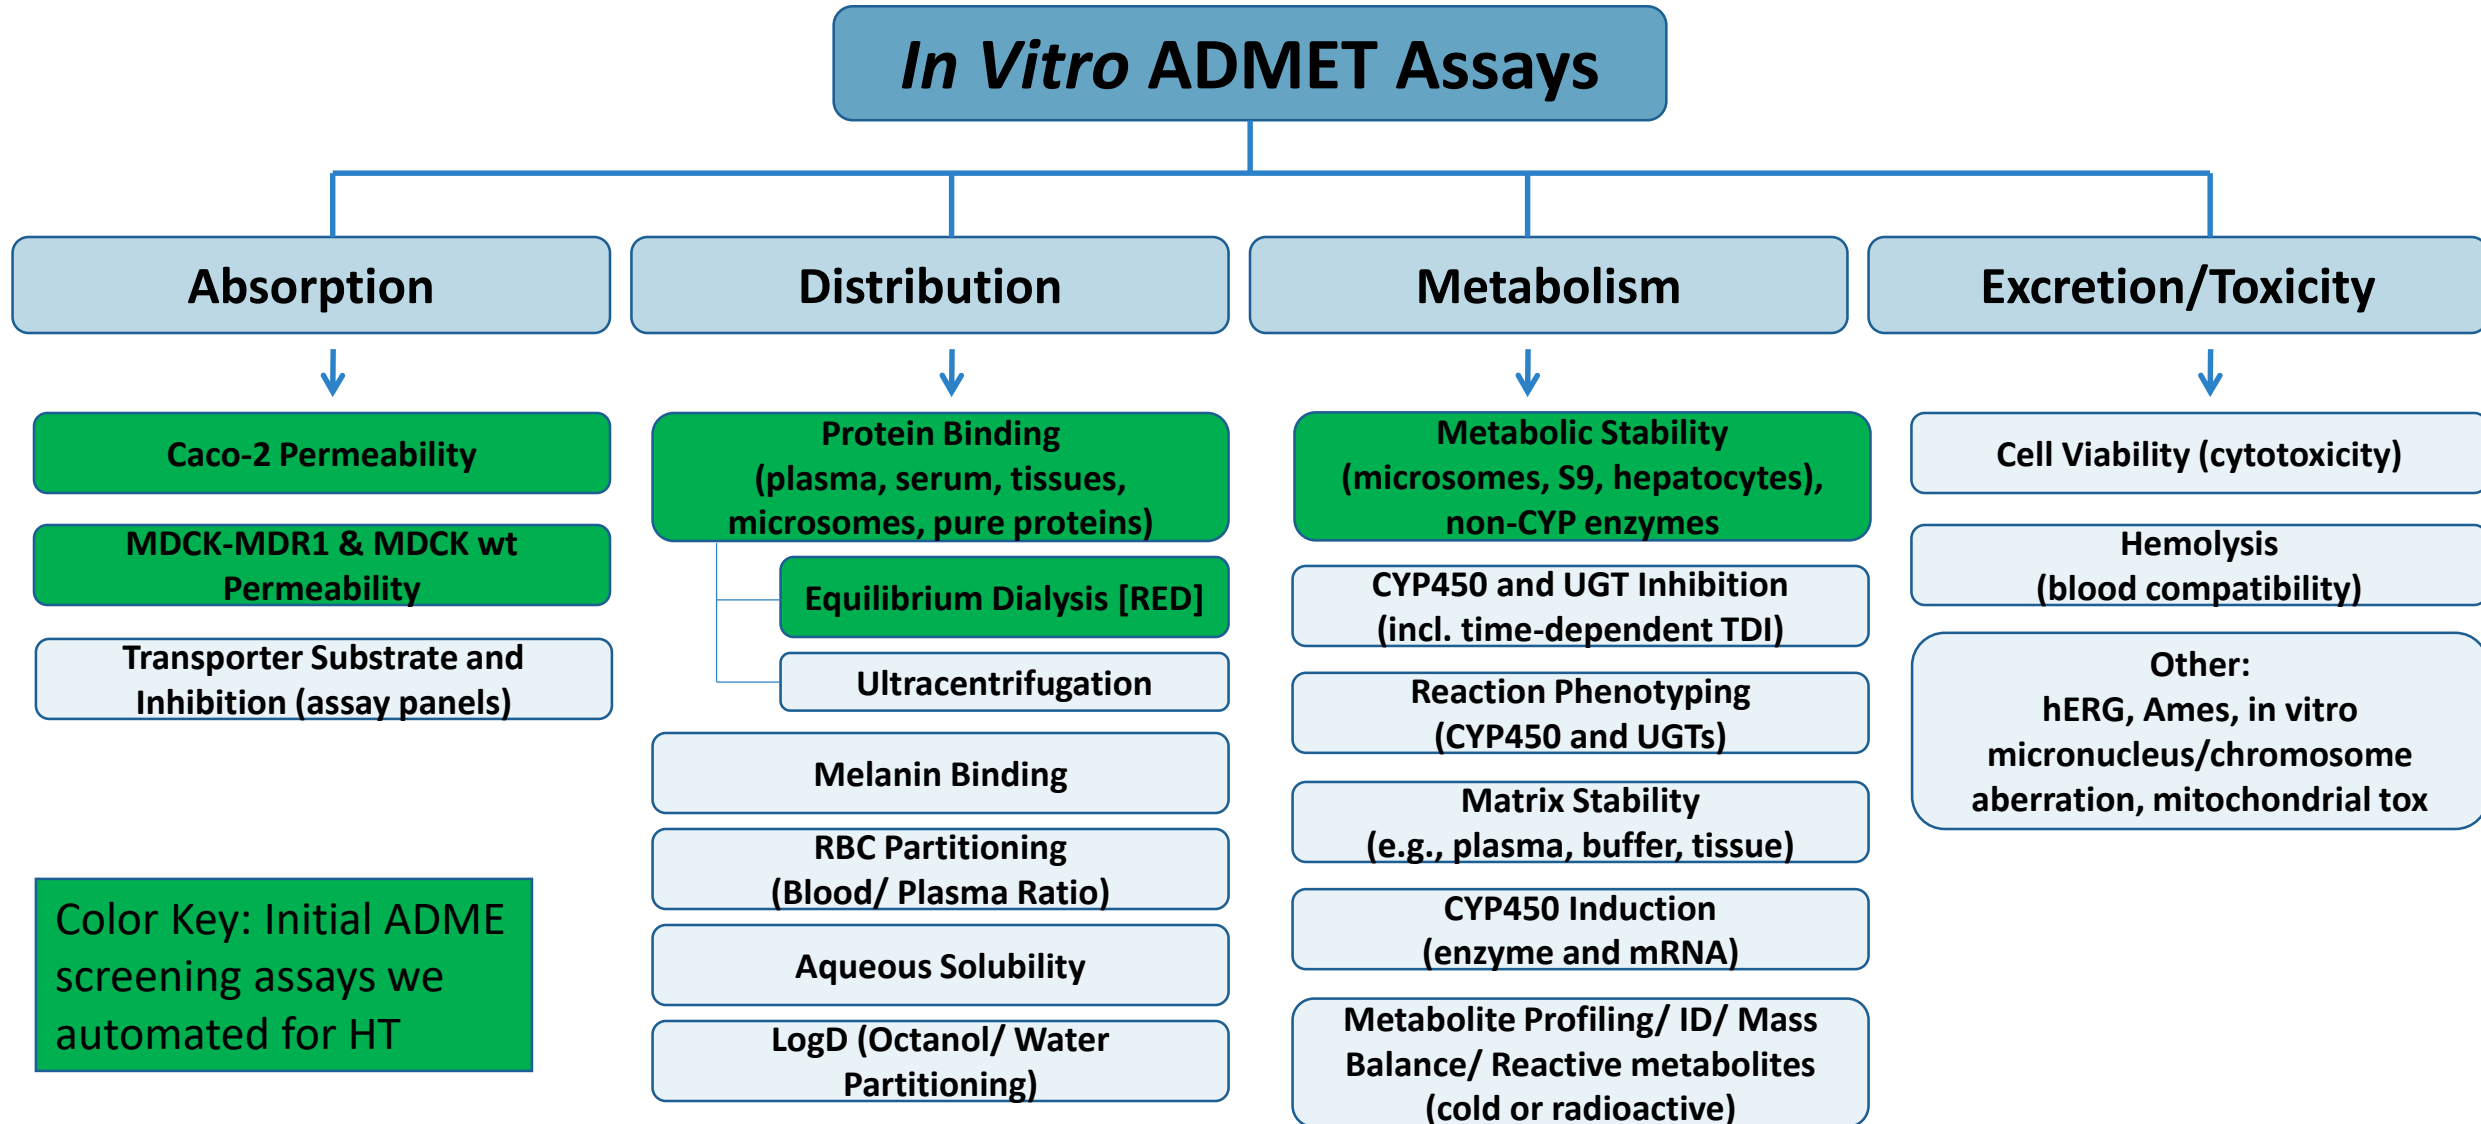 In Vitro ADMET Assays
Absorption
Distribution
Metabolism
Excretion/Toxicity
Caco-2 Permeability
MDCK-MDR1 & MDCK wt
Permeability
Transporter Substrate and
Inhibition (assay panels)
Color Key: Initial ADME
screening assays we
automated for HT
Protein Binding
(plasma, serum, tissues,
microsomes, pure proteins)
Equilibrium Dialysis [RED]
Ultracentrifugation
Melanin Binding
RBC Partitioning
(Blood/ Plasma Ratio)
Aqueous Solubility
LogD (Octanol/ Water
Partitioning)
Metabolic Stability
(microsomes, S9, hepatocytes),
non-CYP enzymes
CYP450 and UGT Inhibition
(incl. time-dependent TDI)
Reaction Phenotyping
(CYP450 and UGTs)
Matrix Stability
(e.g., plasma, buffer, tissue)
CYP450 Induction
(enzyme and mRNA)
Metabolite Profiling/ ID/ Mass
Balance/ Reactive metabolites
(cold or radioactive)
Cell Viability (cytotoxicity)
Hemolysis
(blood compatibility)
Other:
hERG, Ames, in vitro
micronucleus/chromosome
aberration, mitochondrial tox